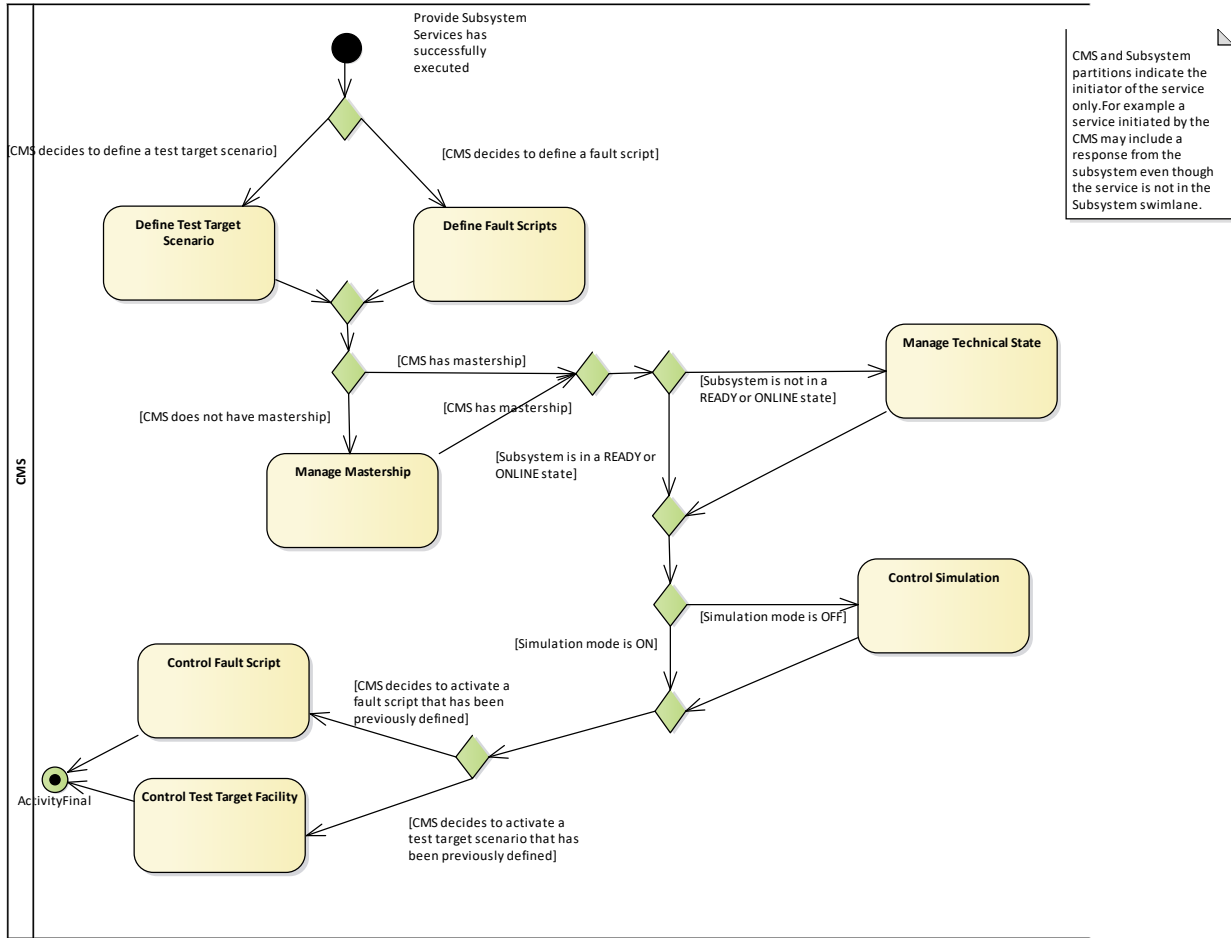 Provide Subsystem
Services has
successfully
executed
CMS and Subsystem
partitions indicate the
initiator of the service
only.For example a
service initiated by the
CMS may include a
response from the
subsystem even though
the service is not in the
Subsystem swimlane.
[CMS decides to define a test target scenario]
[CMS decides to define a fault script]
Define Test Target
Scenario
Define Fault Scripts
Manage Technical State
[CMS has mastership]
[Subsystem is not in a
READY or ONLINE state]
[CMS does not have mastership]
[CMS has mastership]
[Subsystem is in a READY or
ONLINE state]
Manage Mastership
CMS
Control Simulation
[Simulation mode is OFF]
[Simulation mode is ON]
Control Fault Script
[CMS decides to activate a
fault script that has been
previously defined]
ActivityFinal
Control Test Target Facility
[CMS decides to activate a
test target scenario that has
been previously defined]